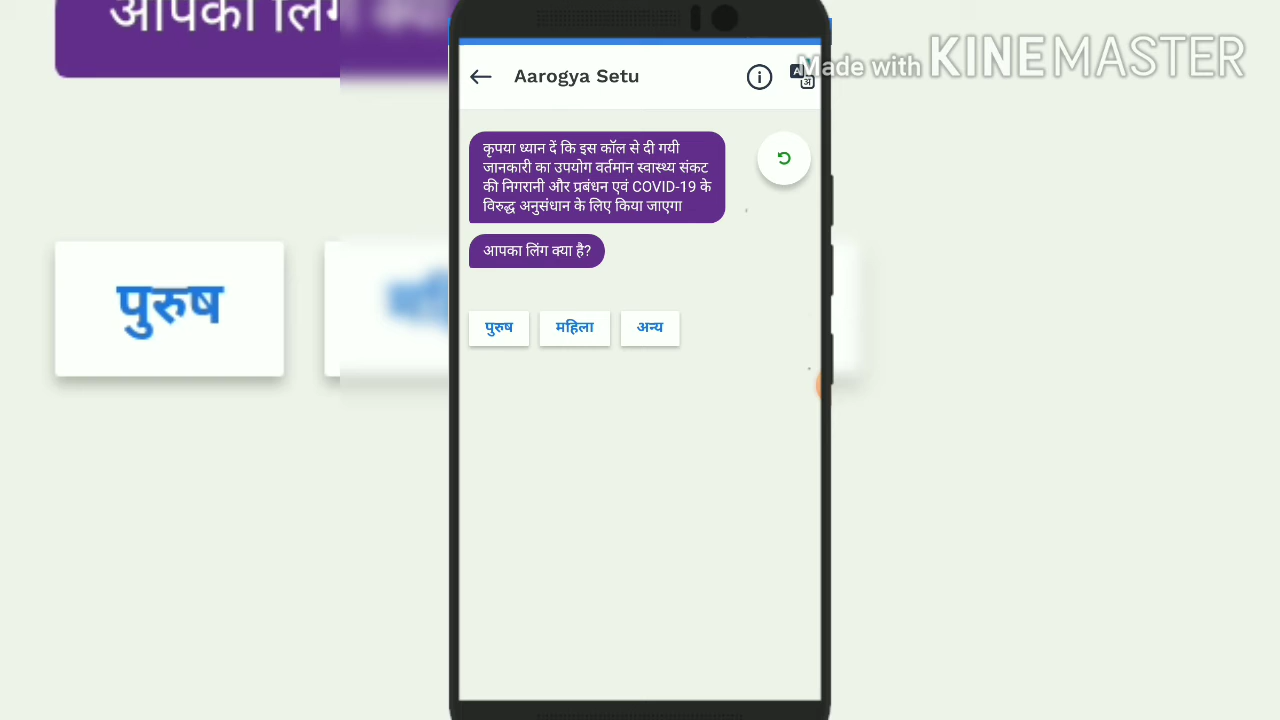 आपका लिंग
Made with KINEMASTER
Aarogya Setu
कृपया ध्यान दें कि इस कॉल से दी गयी
जानकारी का उपयोग वर्तमान स्वास्थ्य संकट
की निगरानी और प्रबंधन एवं COVID-19 के
विरुद्ध अनुसंधान के लिए किया जाएगा
आपका लिंग क्या है?
पुरुष
पुरुष
महिला
अन्य